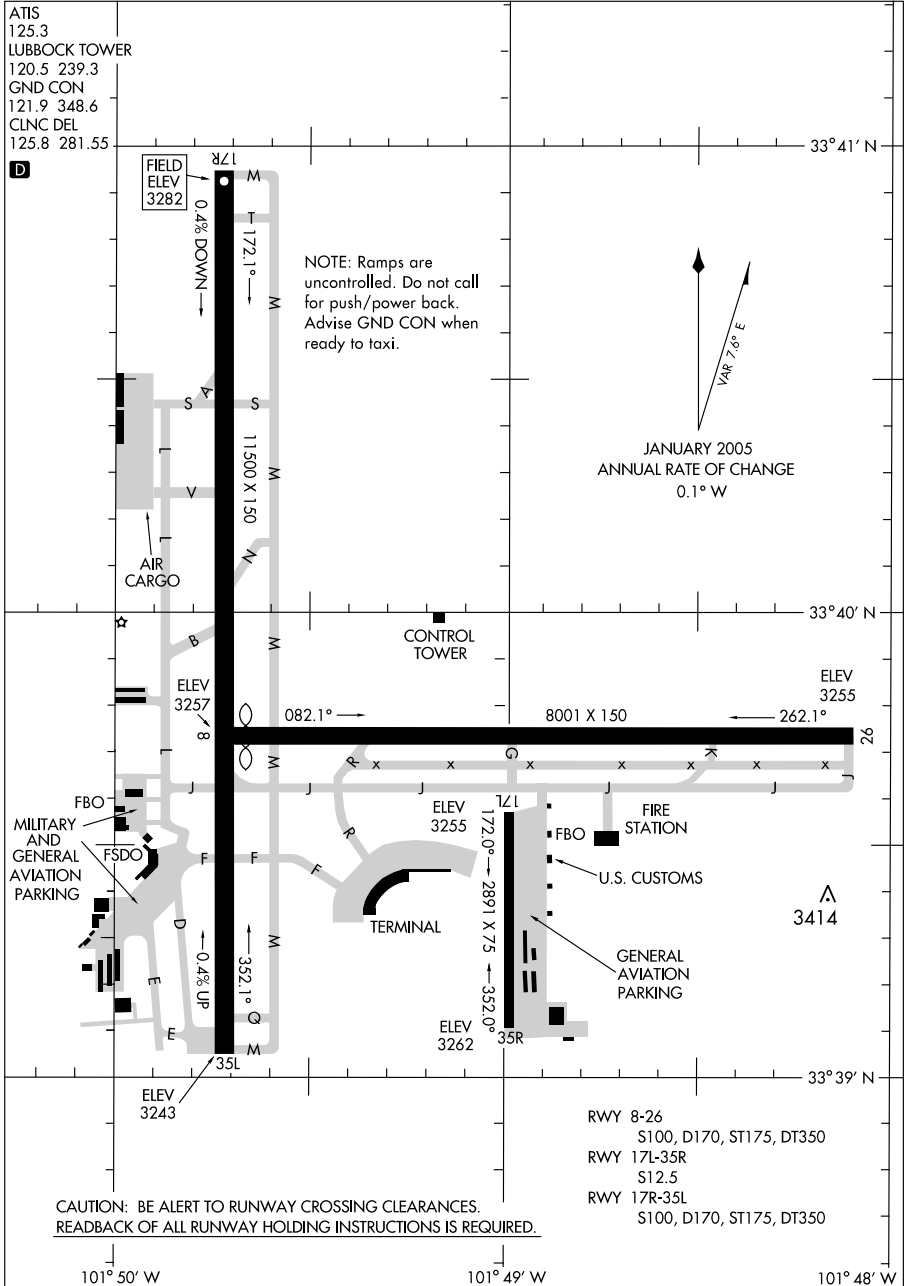 ATIS
125.3
LUBBOCK TOWER
120.5 239.3
GND CON
121.9 348.6
CLNC DEL
125.8 281.55
D
33°41' N
17R
FIELD
ELEV
3282
M
T
0.4% DOWN
172.1°
M
NOTE: Ramps are
uncontrolled. Do not call
for push/power back.
Advise GND CON when
ready to taxi.
VAR 7.6° E
JANUARY 2005
ANNUAL RATE OF CHANGE
0.1° W
A
S
S
L
11500 X 150
M
V
L
N
AIR
CARGO
33°40' N
B
M
CONTROL
TOWER
ELEV
3257
8
082.1°
8001 X 150
262.1°
ELEV
3255
26
L
M
R
G
K
J
x x x x x x x
J
J
J
J
J
FBO
MILITARY
AND
GENERAL
AVIATION
PARKING
FSDO
F
F
F
R
TERMINAL
ELEV
3255
17L
FBO
FIRE
STATION
U.S. CUSTOMS
3414
172.0°
2891 X 75
352.0°
GENERAL
AVIATION
PARKING
D
E
0.4% UP
352.1°
M
Q
E
M
35L
ELEV
3262
35R
ELEV
3243
33°39' N
RWY 8-26
S100, D170, ST175, DT350
RWY 17L-35R
S12.5
RWY 17R-35L
S100, D170, ST175, DT350
CAUTION: BE ALERT TO RUNWAY CROSSING CLEARANCES.
READBACK OF ALL RUNWAY HOLDING INSTRUCTIONS IS REQUIRED.
101°50' W
101°49' W
101°48' W